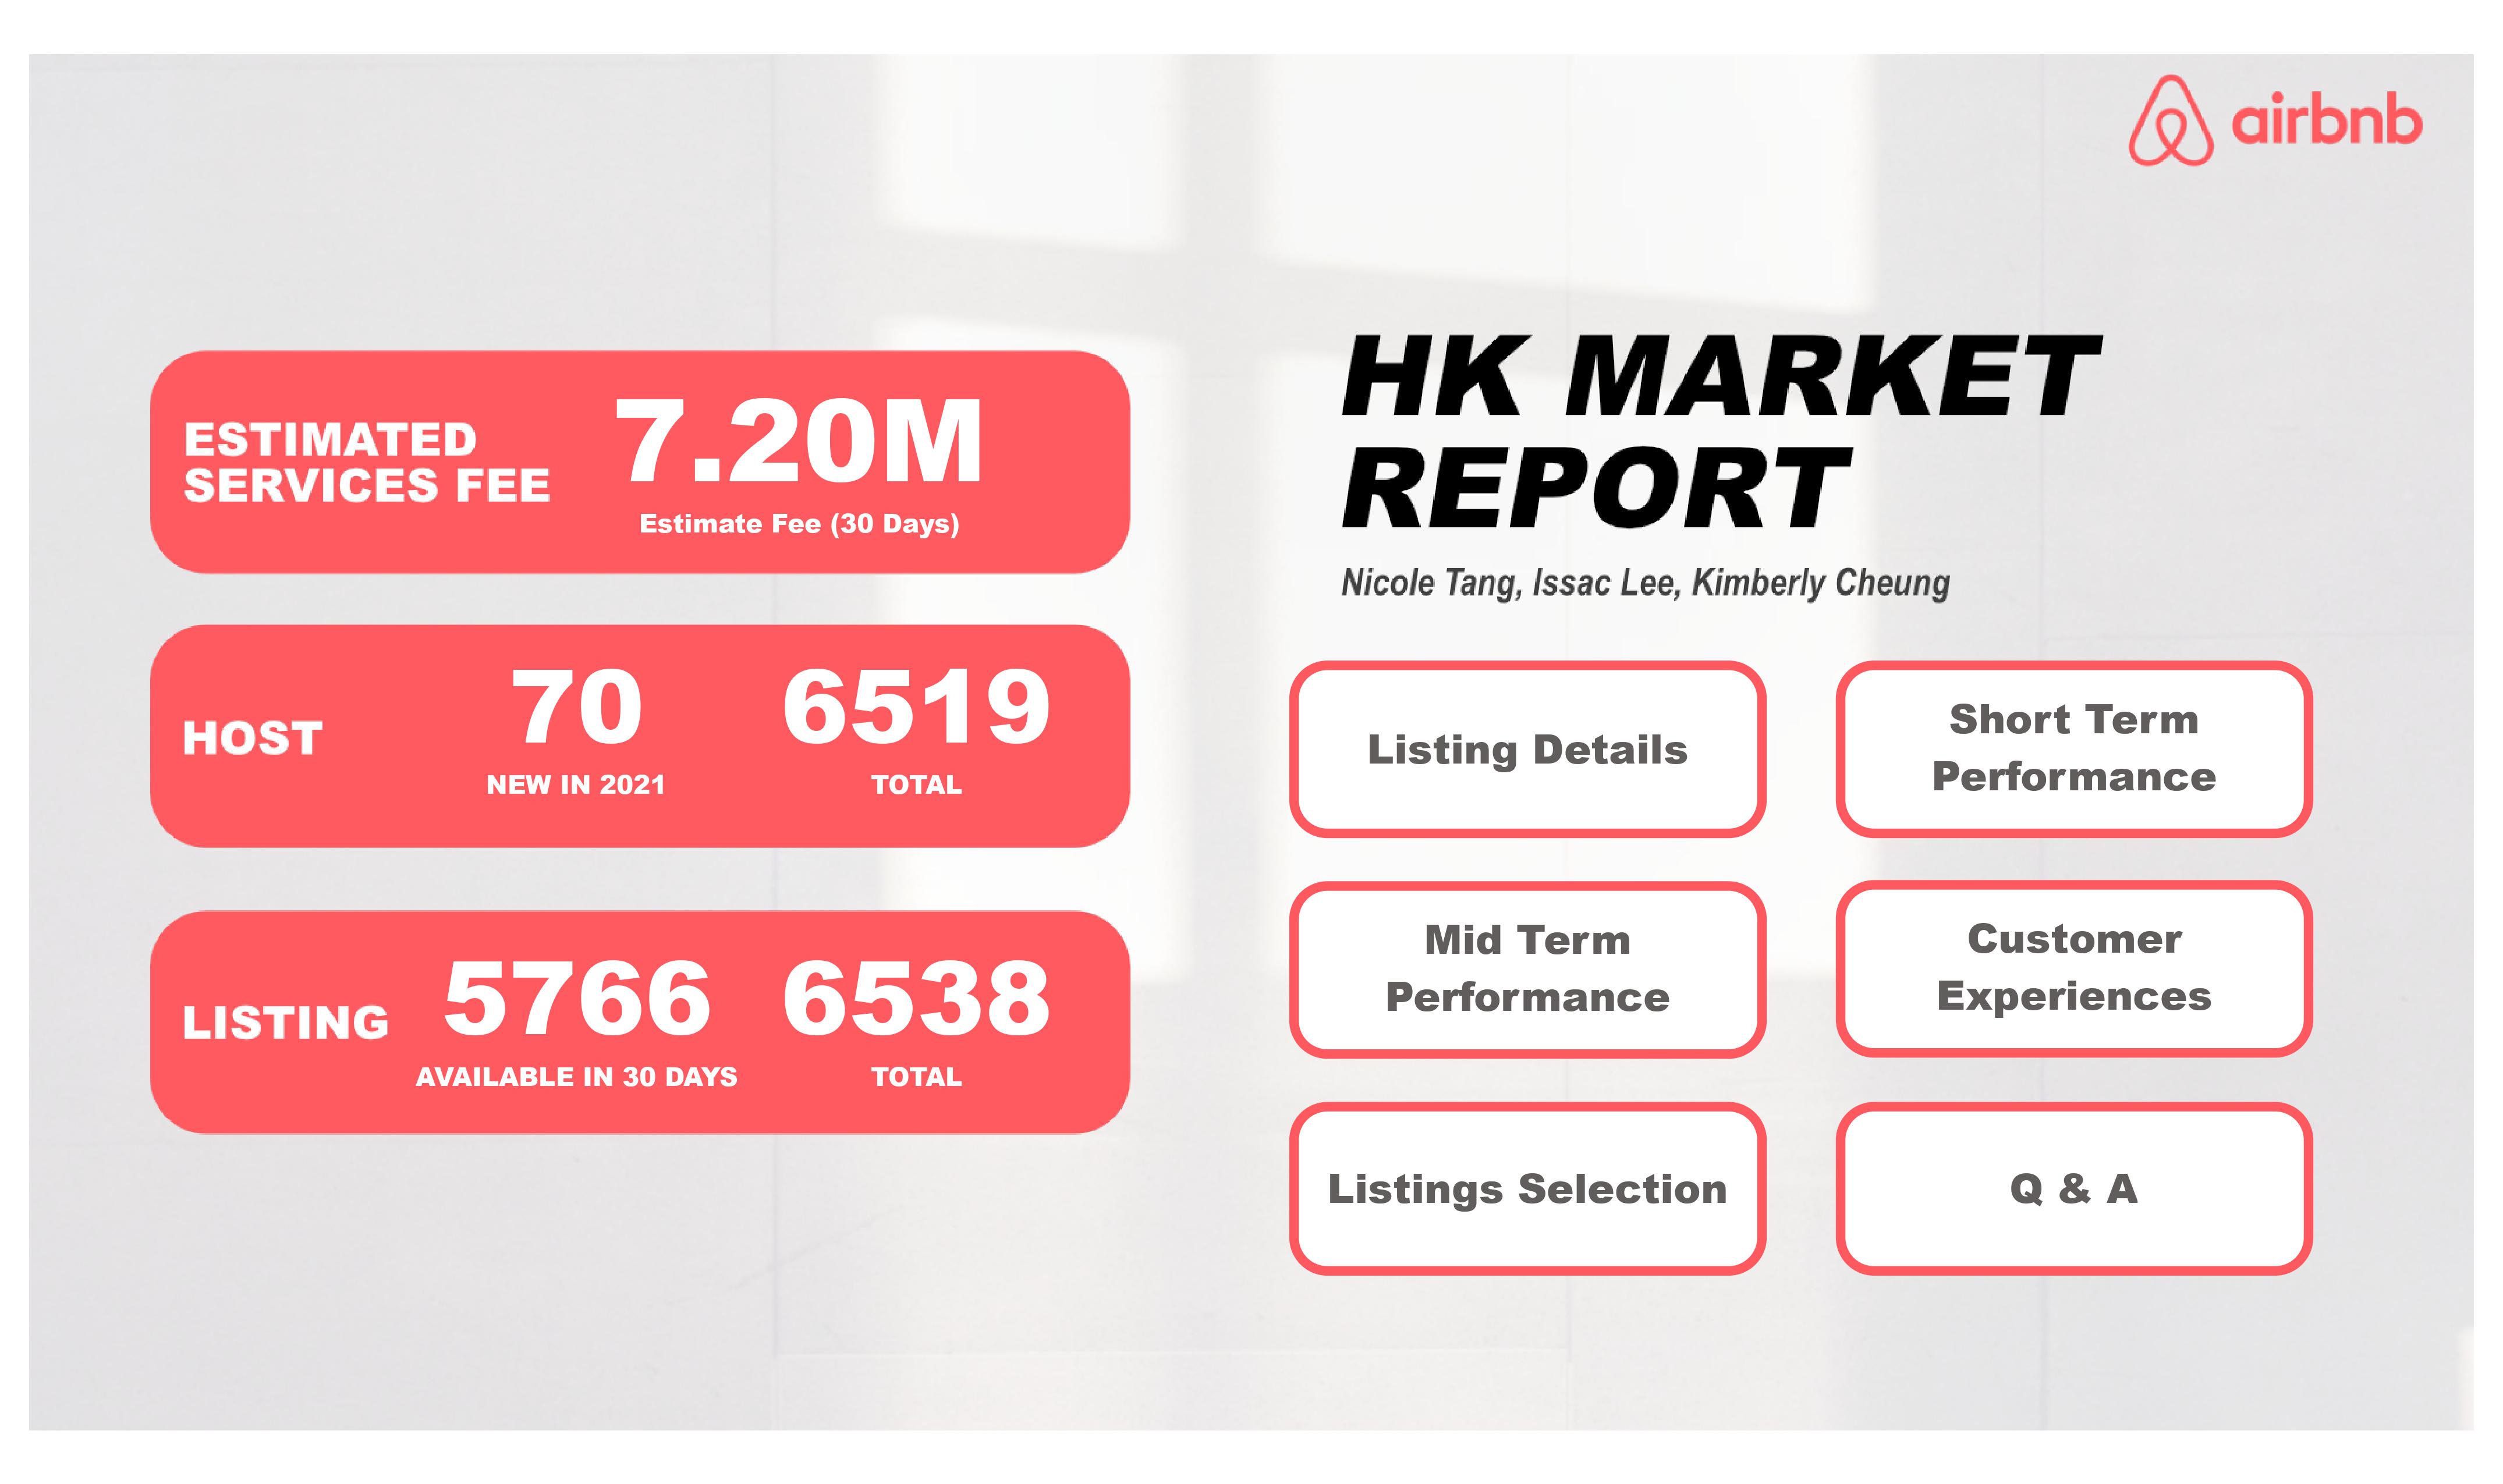 airbnb
ESTIMATED
SERVICES FEE
7.20M
Estimate Fee (30 Days)
HOST
70
NEW IN 2021
6519
TOTAL
LISTING
5766
AVAILABLE IN 30 DAYS
6538
TOTAL
HK MARKET
REPORT
Nicole Tang, Issac Lee, Kimberly Cheung
Listing Details
Short Term
Performance
Mid Term
Performance
Customer
Experiences
Listings Selection
Q & A